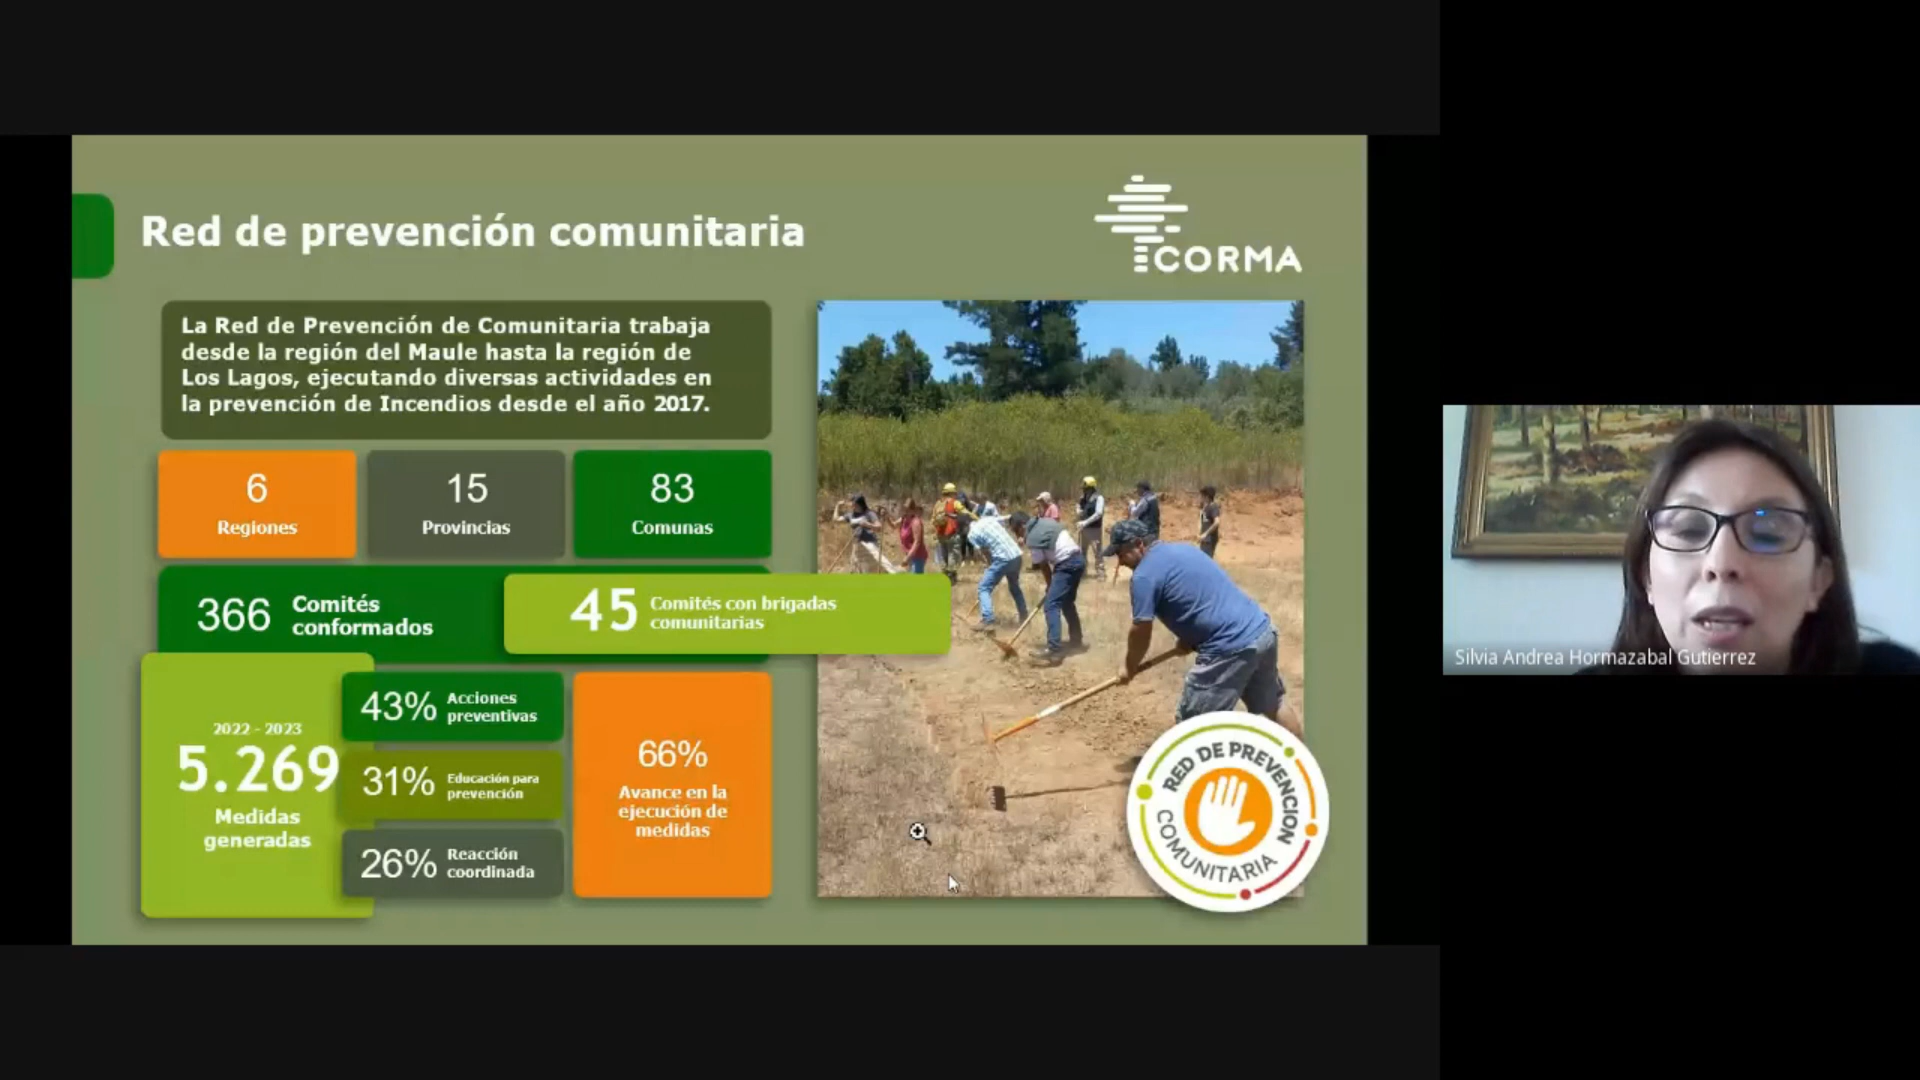 Red de prevención comunitaria
CORMA
La Red de Prevención de Comunitaria trabaja
desde la región del Maule hasta la región de
Los Lagos, ejecutando diversas actividades en
la prevención de Incendios desde el año 2017.
6
Regiones
15
Provincias
83
Comunas
366
Comités
conformados
45
Comités con brigadas
comunitarias
2022 - 2023
5.269
Medidas
generadas
43%
Acciones
preventivas
31%
Educación para
prevención
26%
Reacción
coordinada
66%
Avance en la
ejecución de
medidas
RED DE PREVENCION
COMUNITARIA
Silvia Andrea Hormazabal Gutierrez